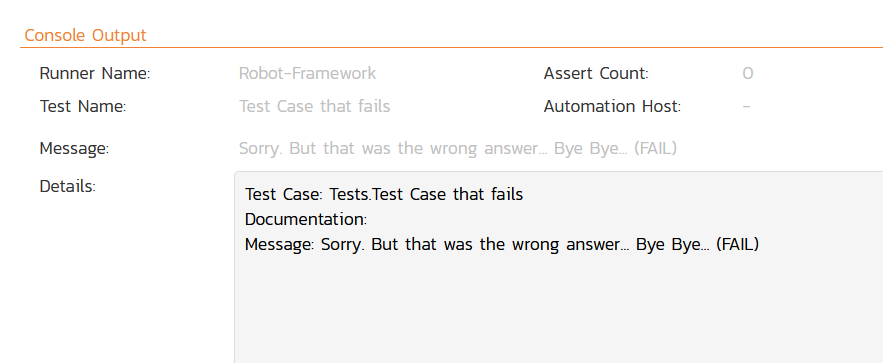 Console Output
Runner Name: Robot-Framework Assert Count: 0
Test Name: Test Case that fails Automation Host: -
Message: Sorry. But that was the wrong answer... Bye Bye... (FAIL)
Details:
Test Case: Tests.Test Case that fails
Documentation:
Message: Sorry. But that was the wrong answer... Bye Bye... (FAIL)